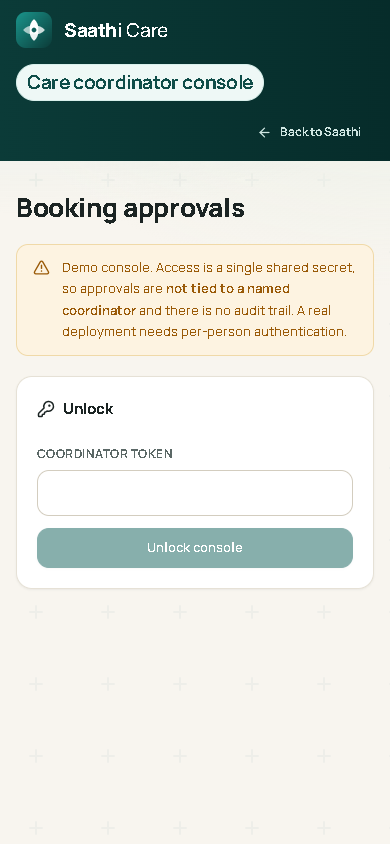 Saathi Care
Care coordinator console
Back to Saathi
Booking approvals
Demo console. Access is a single shared secret,
so approvals are not tied to a named
coordinator and there is no audit trail. A real
deployment needs per-person authentication.
Unlock
COORDINATOR TOKEN
Unlock console